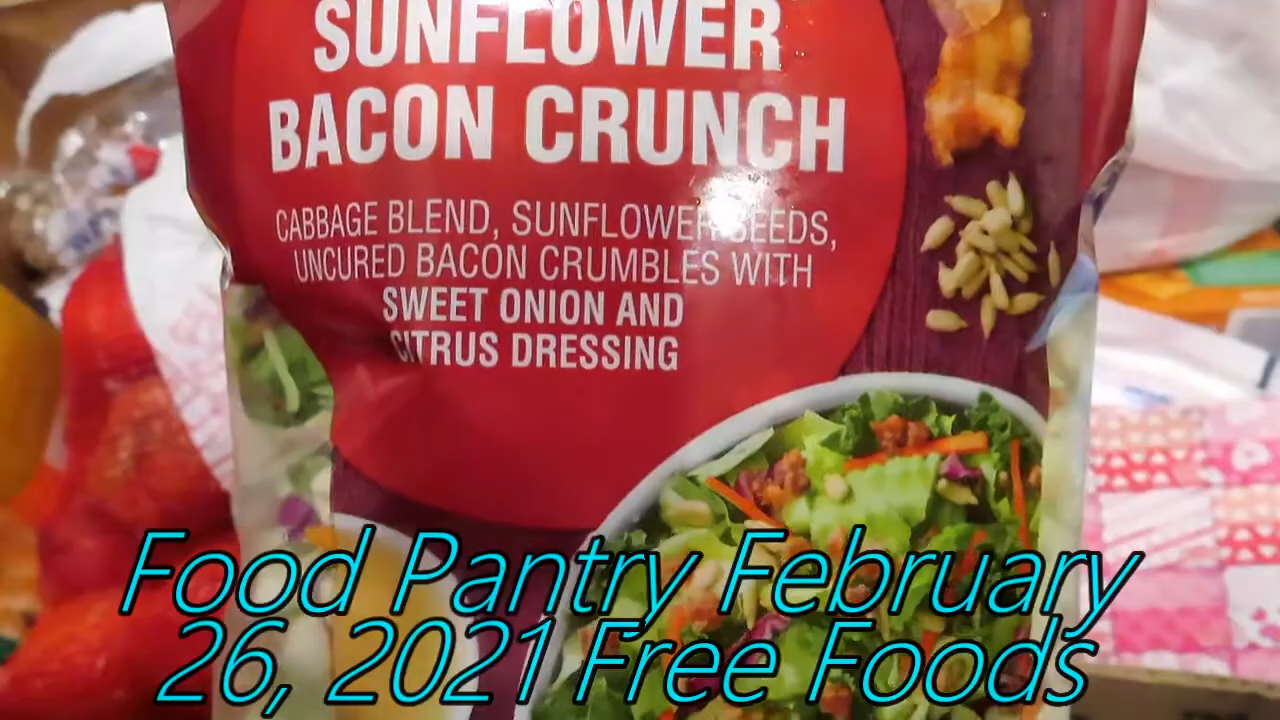 SUNFLOWER
BACON CRUNCH
CABBAGE BLEND, SUNFLOWER SEEDS,
UNCURED BACON CRUMBLES WITH
SWEET ONION AND
CITRUS DRESSING
Food Pantry February
26, 2021 Free Foods